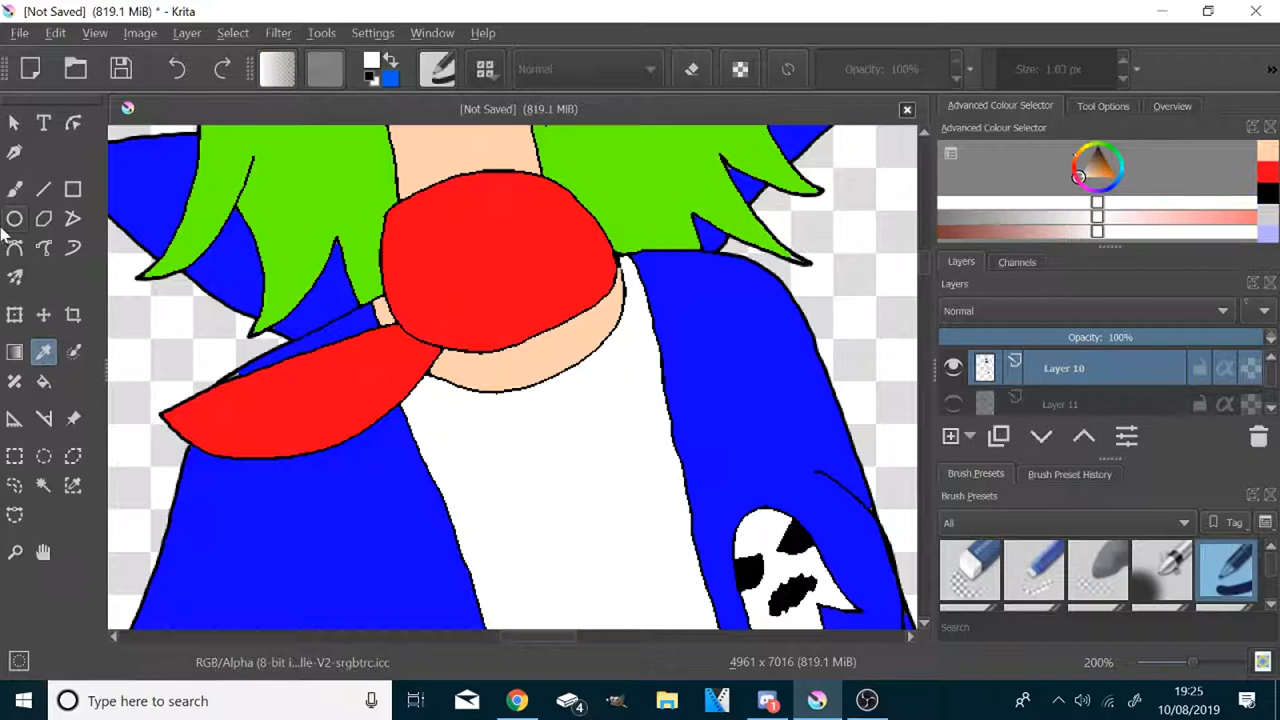 [Not Saved] (819.1 MiB) * - Krita
File Edit View Image Layer Select Filter Tools Settings Window Help
Normal
Opacity: 100%
Size: 1.03 px
[Not Saved] (819.1 MiB)
Advanced Colour Selector
Tool Options
Overview
Advanced Colour Selector
Layers
Channels
Layers
Normal
Opacity: 100%
Layer 10
Layer 11
Brush Presets
Brush Preset History
Brush Presets
All
Tag
Search
RGB/Alpha (8-bit i...lle-V2-srgbtrc.icc
4961 x 7016 (819.1 MiB)
200%
Type here to search
4
1
19:25
10/08/2019